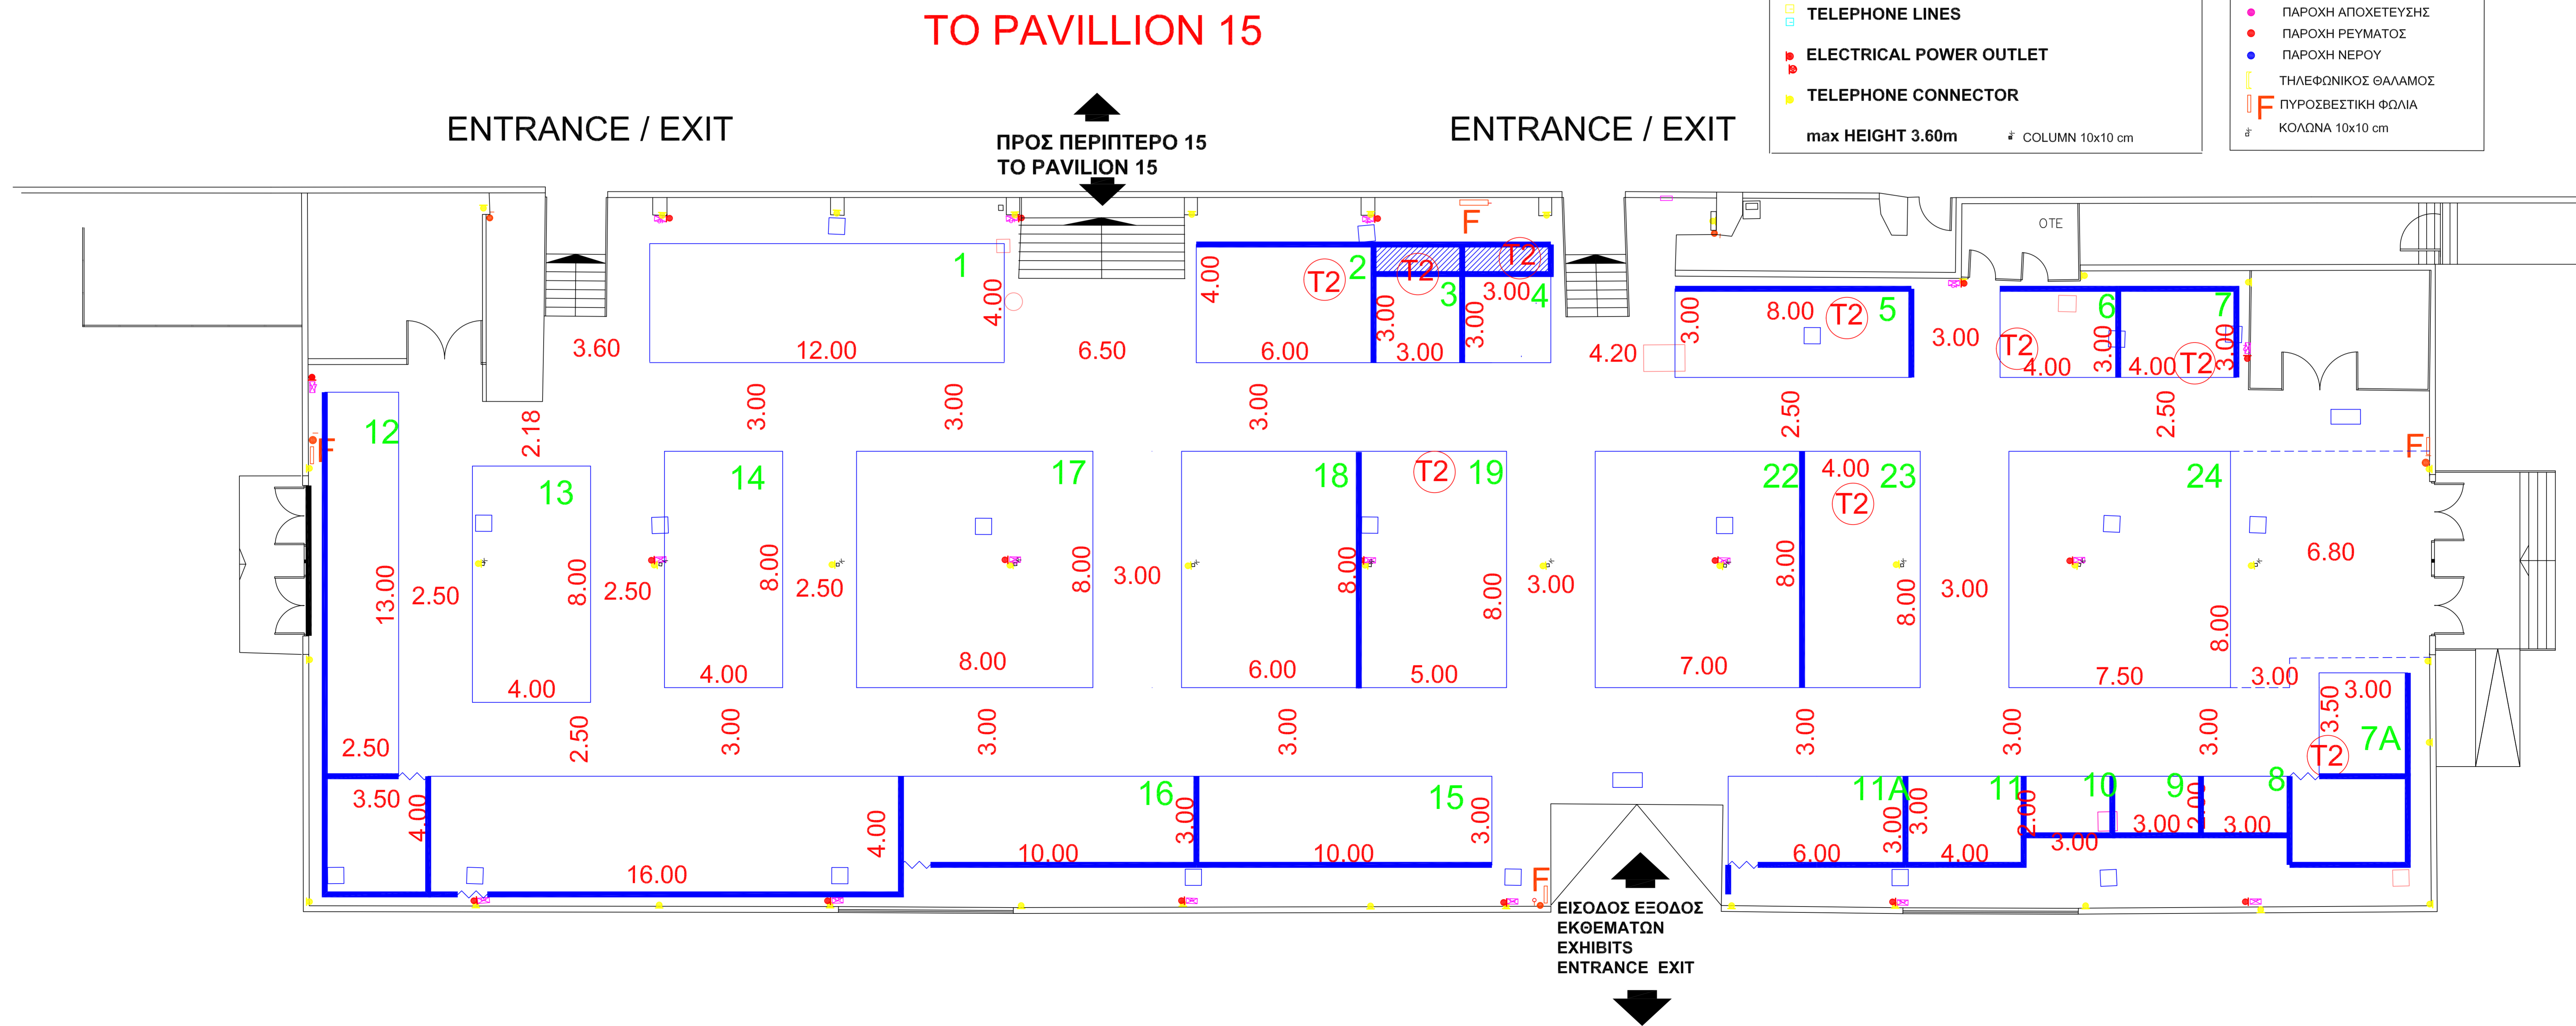 TO PAVILLION 15
TELEPHONE LINES
ELECTRICAL POWER OUTLET
TELEPHONE CONNECTOR
max HEIGHT 3.60m
COLUMN 10x10 cm
ΠΑΡΟΧΗ ΑΠΟΧΕΤΕΥΣΗΣ
ΠΑΡΟΧΗ ΡΕΥΜΑΤΟΣ
ΠΑΡΟΧΗ ΝΕΡΟΥ
ΤΗΛΕΦΩΝΙΚΟΣ ΘΑΛΑΜΟΣ
F ΠΥΡΟΣΒΕΣΤΙΚΗ ΦΩΛΙΑ
ΚΟΛΩΝΑ 10x10 cm
ENTRANCE / EXIT
ΠΡΟΣ ΠΕΡΙΠΤΕΡΟ 15
TO PAVILION 15
ENTRANCE / EXIT
F
OTE
1
4.00
12.00
3.60
6.50
4.00
T2
2
6.00
T2
3
3.00
3.00
T2
3.00
4
3.00
4.20
3.00
8.00
T2
5
3.00
T2
6
3.00
4.00
7
4.00
T2
3.00
3.00
3.00
3.00
2.50
2.50
2.18
F
12
13.00
2.50
2.50
13
8.00
4.00
2.50
14
8.00
4.00
2.50
17
8.00
8.00
3.00
18
8.00
6.00
T2
19
8.00
5.00
3.00
22
8.00
7.00
4.00
T2
23
8.00
3.00
24
8.00
7.50
6.80
F
3.00
3.00
3.50
7A
T2
2.50
3.00
3.00
3.00
3.00
3.00
3.00
3.50
4.00
16.00
4.00
16
3.00
10.00
15
3.00
10.00
11A
3.00
6.00
11
3.00
4.00
10
2.00
3.00
9
3.00
2.00
8
3.00
F
ΕΙΣΟΔΟΣ ΕΞΟΔΟΣ
ΕΚΘΕΜΑΤΩΝ
EXHIBITS
ENTRANCE EXIT